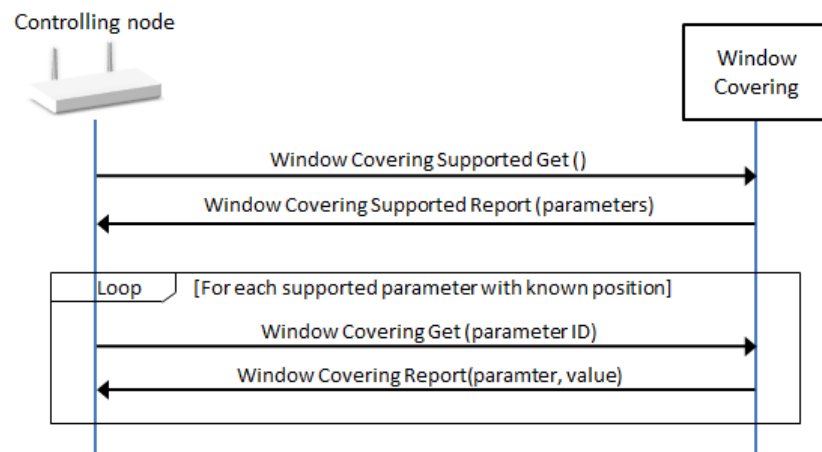 Controlling node
Window
Covering
Window Covering Supported Get ()
Window Covering Supported Report (parameters)
Loop [For each supported parameter with known position]
Window Covering Get (parameter ID)
Window Covering Report(paramter, value)